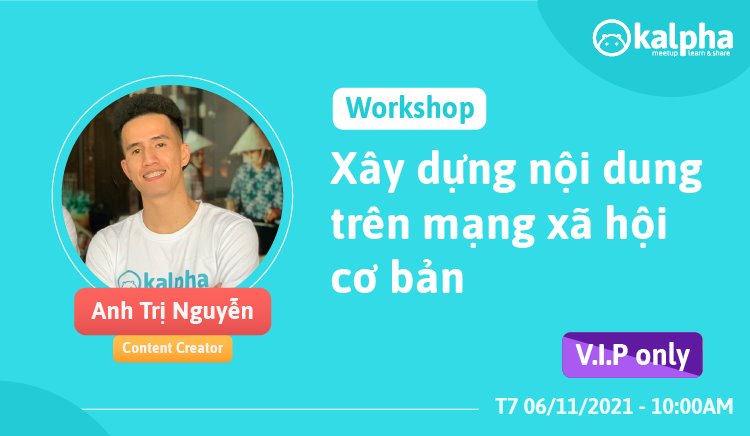 kalpha
meetup learn & share
Workshop
Xây dựng nội dung
trên mạng xã hội
cơ bản
kalpha
Anh Trị Nguyễn
Content Creator
V.I.P only
T7 06/11/2021 - 10:00AM